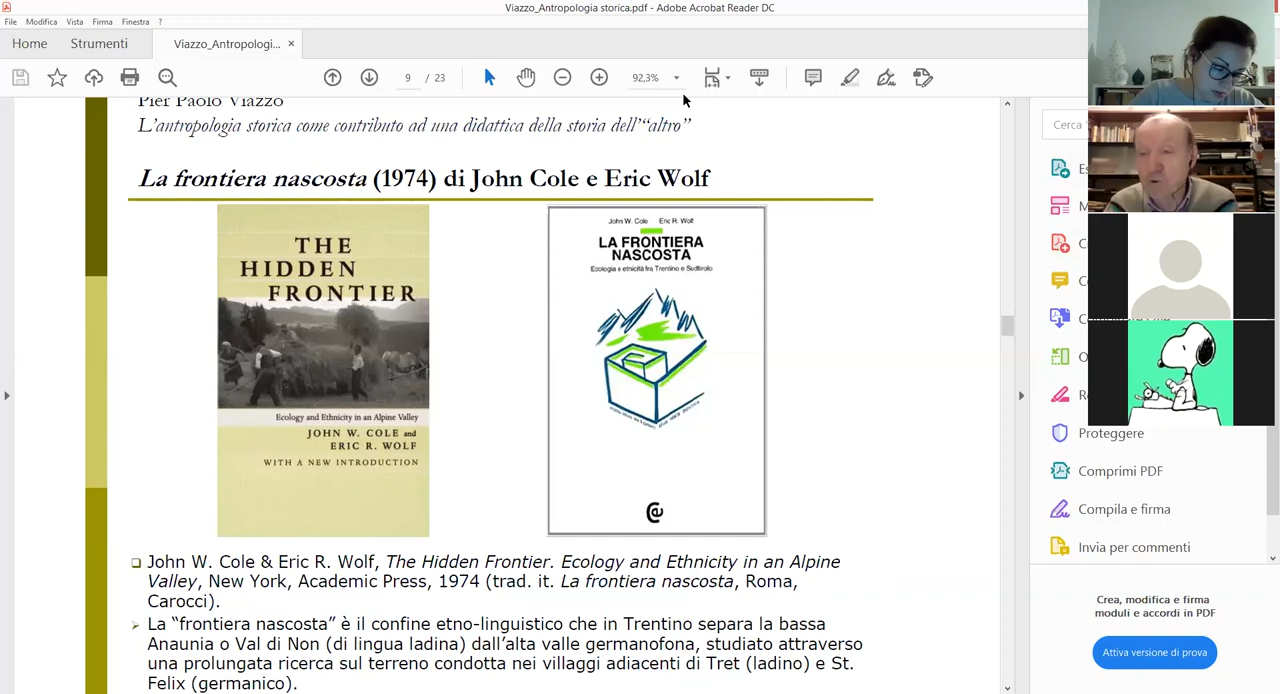 Viazzo_Antropologia storica.pdf - Adobe Acrobat Reader DC
File Modifica Vista Firma Finestra ?
Home Strumenti Viazzo_Antropologi... ×
9 / 23 92,3%
Pier Paolo Viazzo
L'antropologia storica come contributo ad una didattica della storia dell'“altro”
La frontiera nascosta (1974) di John Cole e Eric Wolf
THE
HIDDEN
FRONTIER
Ecology and Ethnicity in an Alpine Valley
JOHN W. COLE and
ERIC R. WOLF
WITH A NEW INTRODUCTION
John W. Cole Eric R. Wolf
LA FRONTIERA
NASCOSTA
Ecologia e etnicità fra Trentino e Sudtirolo
John W. Cole & Eric R. Wolf, The Hidden Frontier. Ecology and Ethnicity in an Alpine
Valley, New York, Academic Press, 1974 (trad. it. La frontiera nascosta, Roma,
Carocci).
La “frontiera nascosta” è il confine etno-linguistico che in Trentino separa la bassa
Anaunia o Val di Non (di lingua ladina) dall’alta valle germanofona, studiato attraverso
una prolungata ricerca sul terreno condotta nei villaggi adiacenti di Tret (ladino) e St.
Felix (germanico).
Cerca
Proteggere
Comprimi PDF
Compila e firma
Invia per commenti
Crea, modifica e firma
moduli e accordi in PDF
Attiva versione di prova